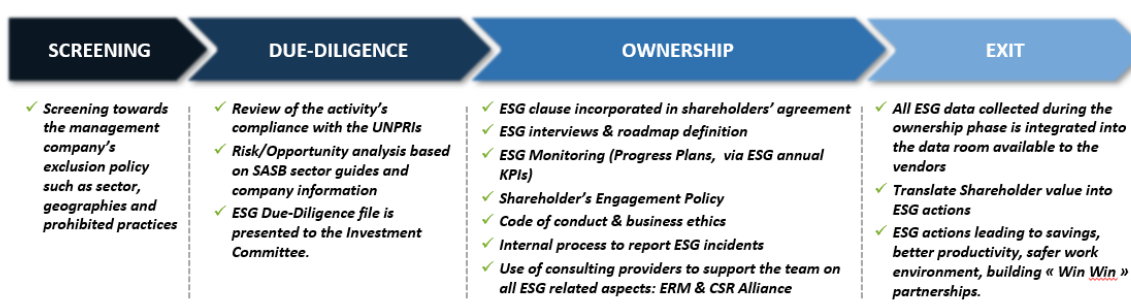 SCREENING
DUE-DILIGENCE
OWNERSHIP
EXIT
✓ Screening towards
the management
company's
exclusion policy
such as sector,
geographies and
prohibited practices
✓ Review of the activity's
compliance with the UNPRIs
✓ Risk/Opportunity analysis based
on SASB sector guides and
company information
✓ ESG Due-Diligence file is
presented to the Investment
Committee.
✓ ESG clause incorporated in shareholders' agreement
✓ ESG interviews & roadmap definition
✓ ESG Monitoring (Progress Plans, via ESG annual
KPIs)
✓ Shareholder's Engagement Policy
✓ Code of conduct & business ethics
✓ Internal process to report ESG incidents
✓ Use of consulting providers to support the team on
all ESG related aspects: ERM & CSR Alliance
✓ All ESG data collected during the
ownership phase is integrated into
the data room available to the
vendors
✓ Translate Shareholder value into
ESG actions
✓ ESG actions leading to savings,
better productivity, safer work
environment, building « Win Win »
partnerships.